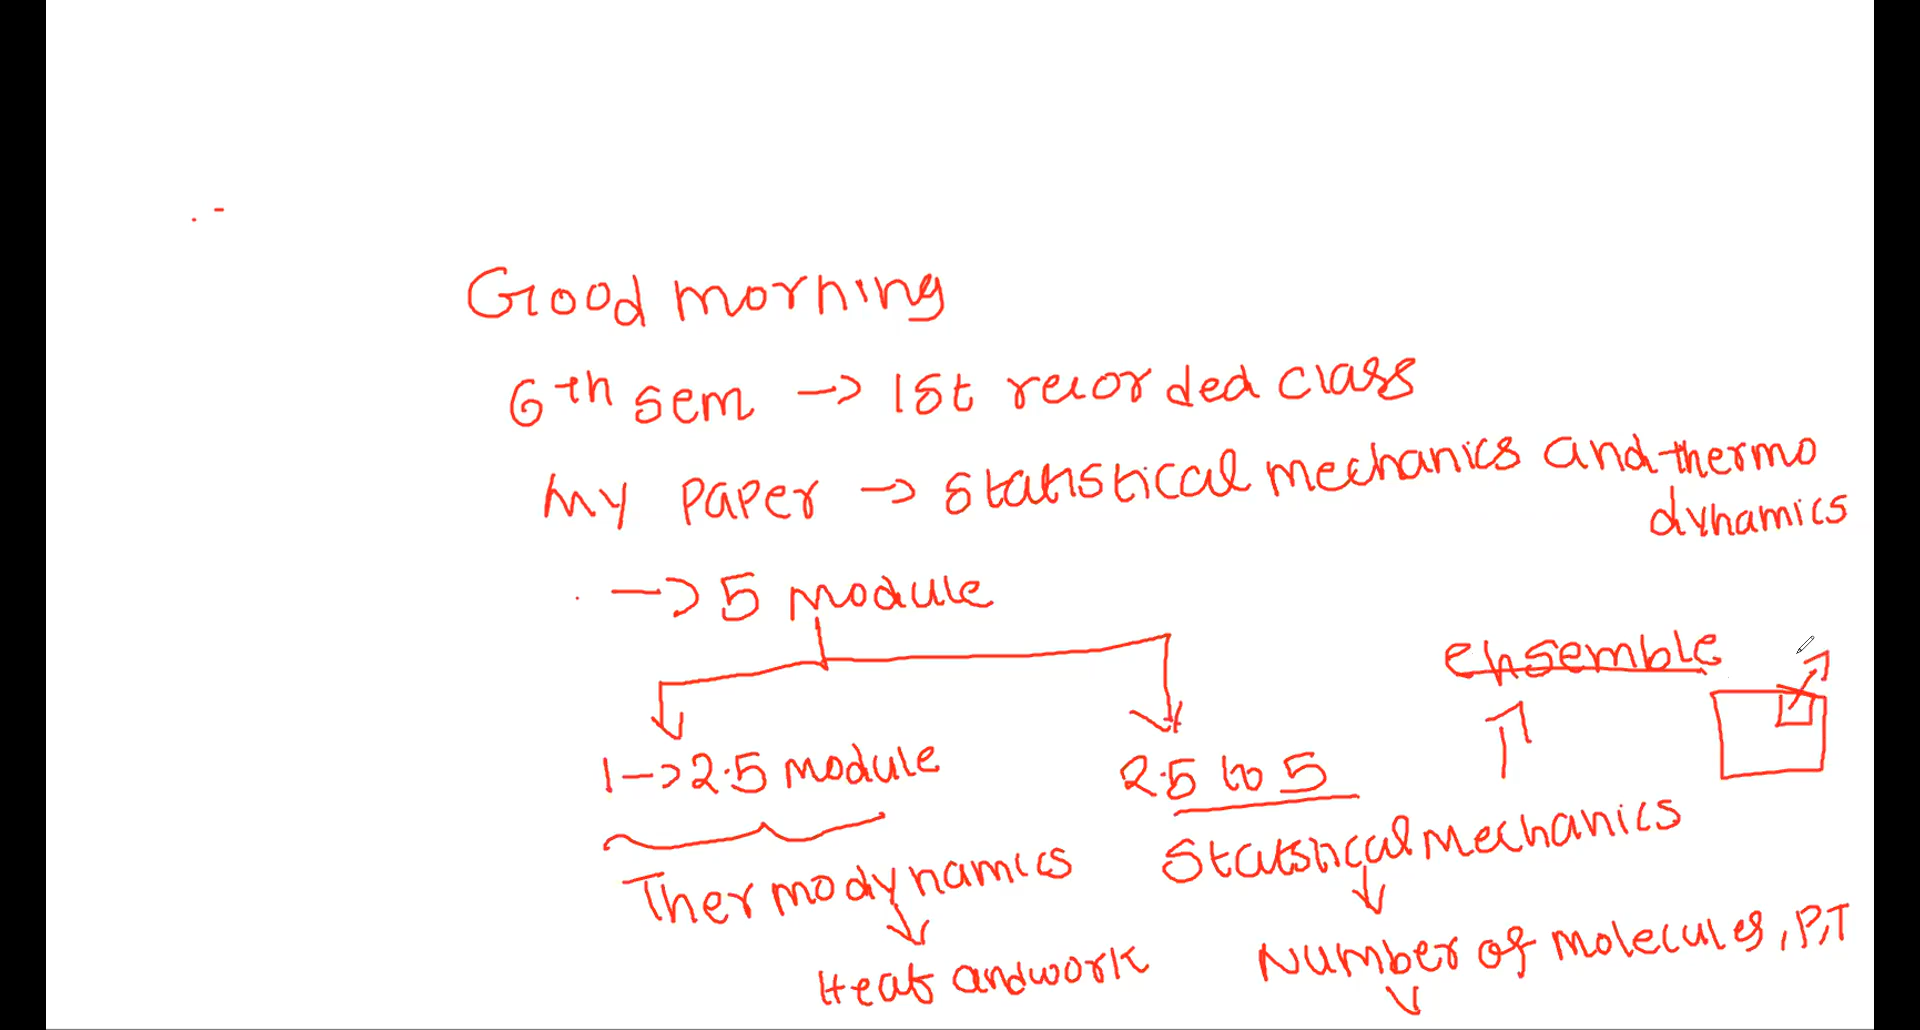 Good morning
6th sem → 1st recorded class
my paper → statistical mechanics and thermo
dynamics
→ 5 module
ensemble
1 → 2.5 module
2.5 to 5
Thermodynamics
Statstical Mechanics
Heat and work
Number of molecules, P, T